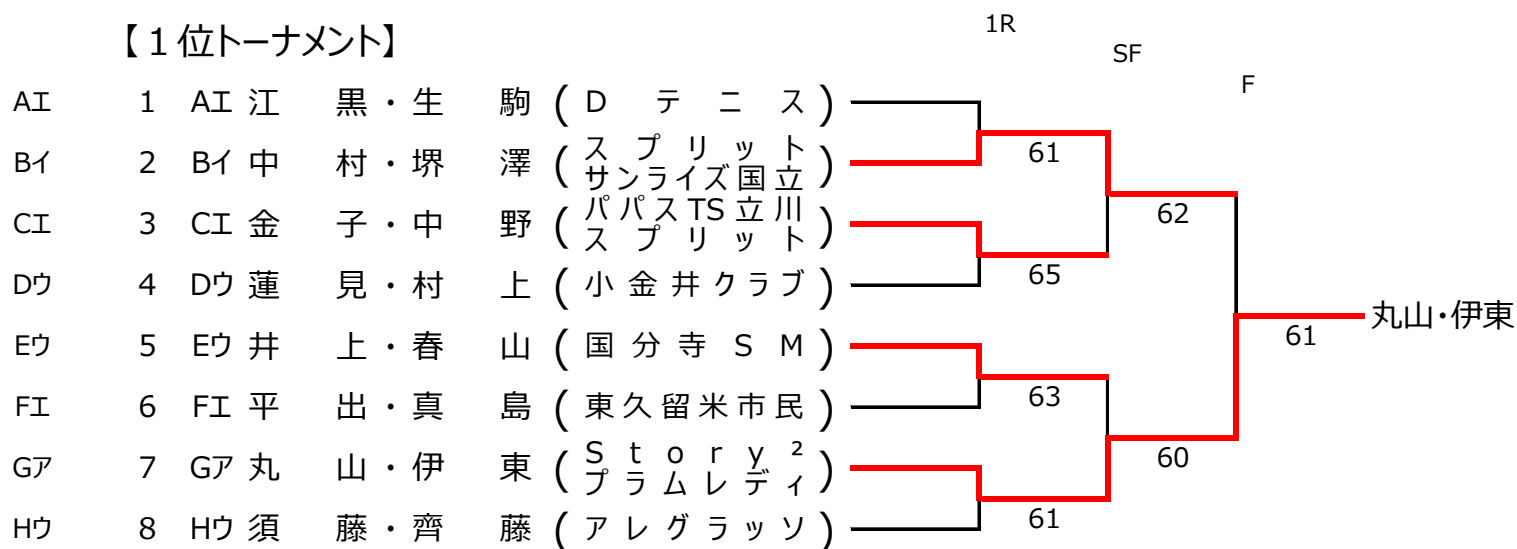 【１位トーナメント】
1R
SF
F
Aエ 1 Aエ 江黒・生駒 (Dテニス)
Bイ 2 Bイ 中村・堺澤 (スプリット
サンライズ国立)
61
Cエ 3 Cエ 金子・中野 (パパスTS立川
スプリット)
62
65
Dウ 4 Dウ 蓮見・村上 (小金井クラブ)
丸山・伊東
61
Eウ 5 Eウ 井上・春山 (国分寺SM)
63
Fエ 6 Fエ 平出・真島 (東久留米市民)
Gア 7 Gア 丸山・伊東 (Story²
プラムレディ)
60
61
Hウ 8 Hウ 須藤・齊藤 (アレグラッソ)